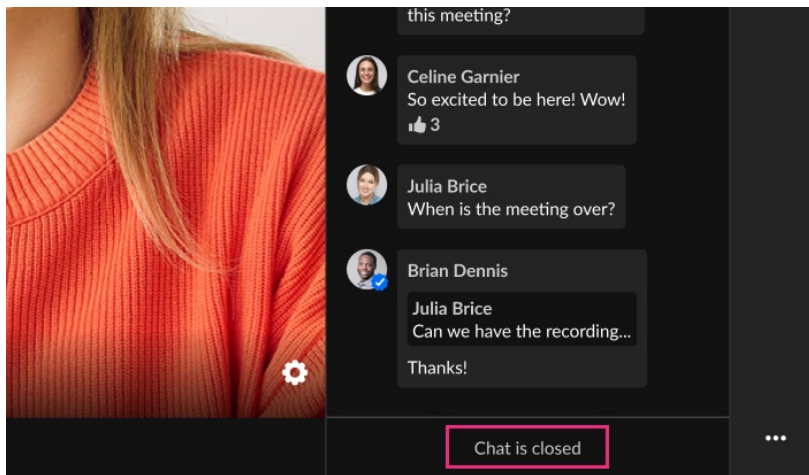 this meeting?
Celine Garnier
So excited to be here! Wow!
3
Julia Brice
When is the meeting over?
Brian Dennis
Julia Brice
Can we have the recording...
Thanks!
Chat is closed